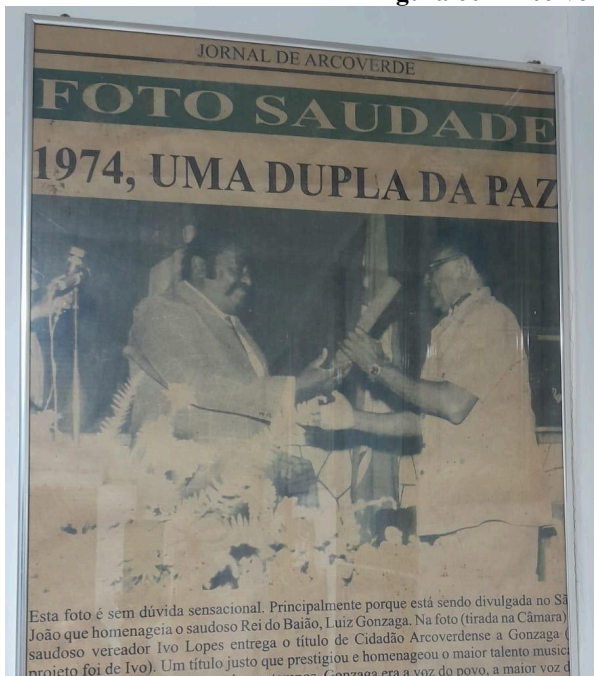 JORNAL DE ARCOVERDE
FOTO SAUDADE
1974, UMA DUPLA DA PAZ
Esta foto é sem dúvida sensacional. Principalmente porque está sendo divulgada no Sã
João que homenageia o saudoso Rei do Baião, Luiz Gonzaga. Na foto (tirada na Câmara)
saudoso vereador Ivo Lopes entrega o título de Cidadão Arcoverdense a Gonzaga (
projeto foi de Ivo). Um título justo que prestigiou e homenageou o maior talento music
Gonzaga era a voz do povo, a maior voz d